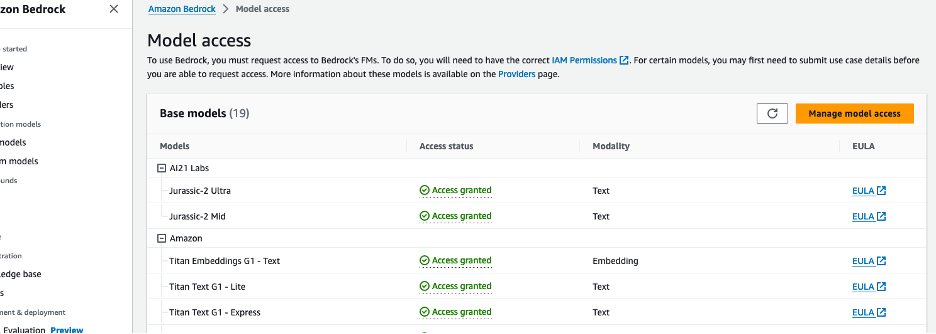 zon Bedrock
Amazon Bedrock > Model access
started
iew
ples
ders
tion models
models
m models
ounds
tration
ledge base
s
ment & deployment
Evaluation Preview
Model access
To use Bedrock, you must request access to Bedrock's FMs. To do so, you will need to have the correct IAM Permissions. For certain models, you may first need to submit use case details before
you are able to request access. More information about these models is available on the Providers page.
Base models (19)
Manage model access
Models Access status Modality EULA
AI21 Labs
Jurassic-2 Ultra Access granted Text EULA
Jurassic-2 Mid Access granted Text EULA
Amazon
Titan Embeddings G1 - Text Access granted Embedding EULA
Titan Text G1 - Lite Access granted Text EULA
Titan Text G1 - Express Access granted Text EULA